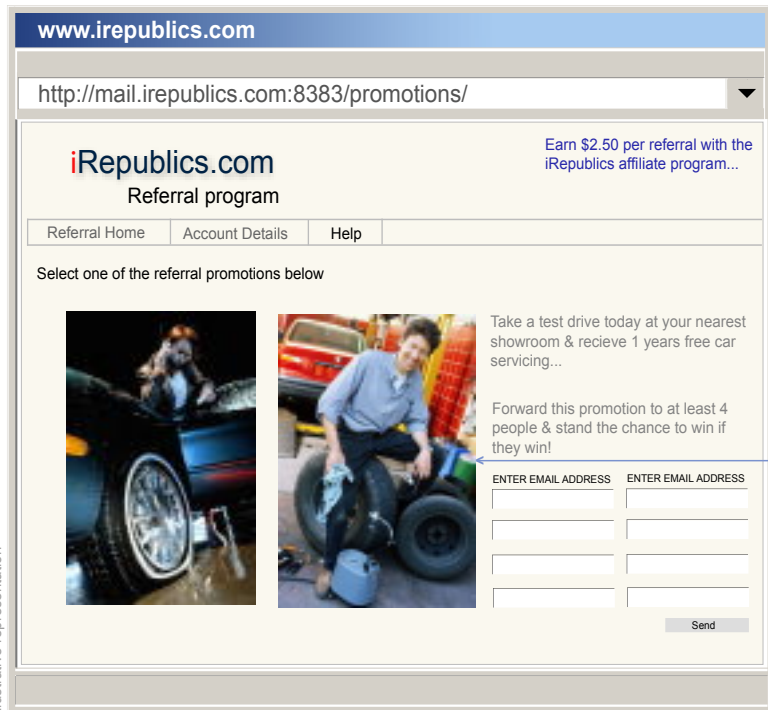 www.irepublics.com
http://mail.irepublics.com:8383/promotions/
Earn $2.50 per referral with the
iRepublics affiliate program...
iRepublics.com
Referral program
Referral Home
Account Details
Help
Select one of the referral promotions below
Take a test drive today at your nearest
showroom & recieve 1 years free car
servicing...
Forward this promotion to at least 4
people & stand the chance to win if
they win!
ENTER EMAIL ADDRESS
ENTER EMAIL ADDRESS
Send